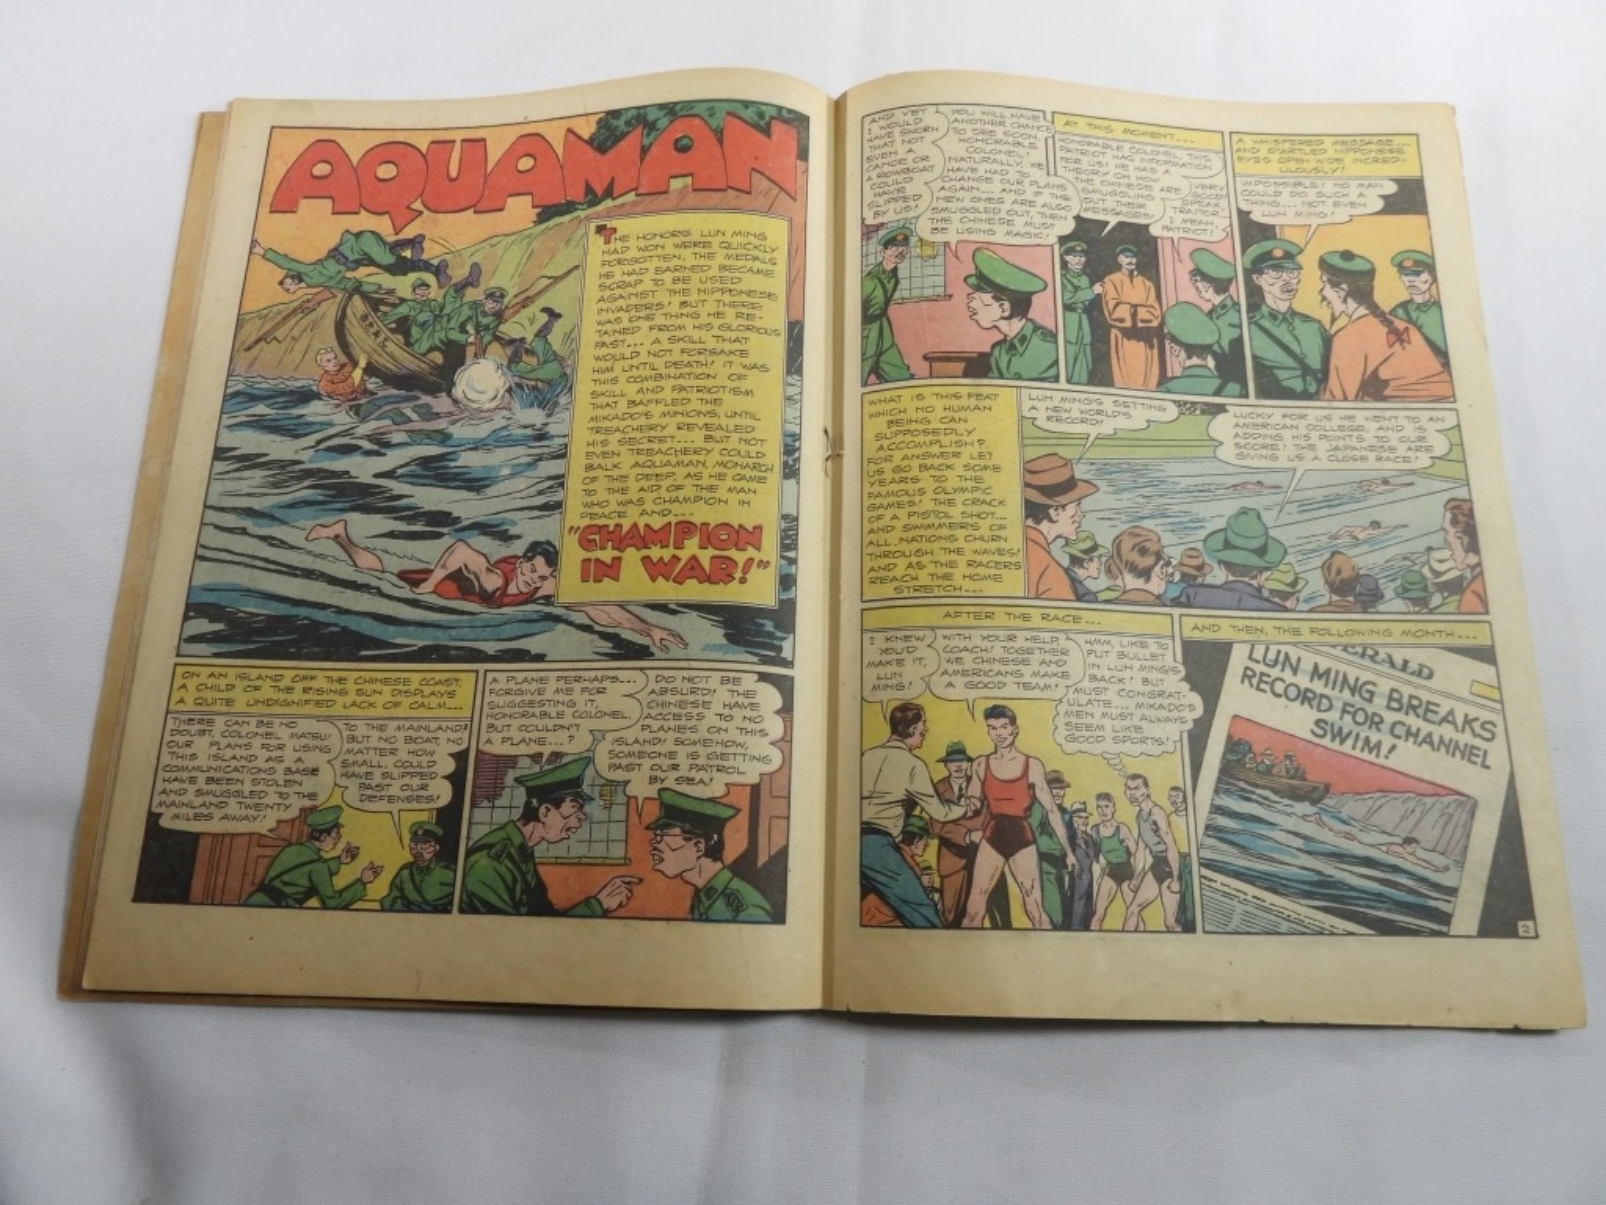 AQUAMAN
"THE HONORS LUN MING
HAD WON WERE QUICKLY
FORGOTTEN, THE MEDALS
HE HAD EARNED BECAME
SCRAP TO BE USED
AGAINST THE NIPPONESE
INVADERS! BUT THERE
WAS ONE THING HE RE-
TAINED FROM HIS GLORIOUS
PAST... A SKILL THAT
WOULD NOT FORSAKE
HIM UNTIL DEATH! IT WAS
THIS COMBINATION OF
SKILL AND PATRIOTISM
THAT BAFFLED THE
MIKADO'S MINIONS, UNTIL
TREACHERY REVEALED
HIS SECRET... BUT NOT
EVEN TREACHERY COULD
BALK AQUAMAN, MONARCH
OF THE DEEP, AS HE CAME
TO THE AID OF THE MAN
WHO WAS CHAMPION IN
PEACE AND...
"CHAMPION
IN WAR!"
ON AN ISLAND OFF THE CHINESE COAST,
A CHILD OF THE RISING SUN DISPLAYS
A QUITE UNDIGNIFIED LACK OF CALM...
THERE CAN BE NO
DOUBT, COLONEL MATSU!
OUR PLANS FOR USING
THIS ISLAND AS A
COMMUNICATIONS BASE
HAVE BEEN STOLEN
AND SMUGGLED TO THE
MAINLAND TWENTY
MILES AWAY!
TO THE MAINLAND?
BUT NO BOAT, NO
MATTER HOW
SMALL, COULD
HAVE SLIPPED
PAST OUR
DEFENSES!
A PLANE PERHAPS...
FORGIVE ME FOR
SUGGESTING IT,
HONORABLE COLONEL,
BUT COULDN'T
A PLANE...?
DO NOT BE
ABSURD! THE
CHINESE HAVE
ACCESS TO NO
PLANES ON THIS
ISLAND! SOMEHOW,
SOMEONE IS GETTING
PAST OUR PATROL
BY SEA!
AND YET
I WOULD
HAVE SWORN
THAT NOT
EVEN A
CANOE OR
A ROWBOAT
COULD
HAVE
SLIPPED
BY US!
YOU WILL HAVE
ANOTHER CHANCE
TO SEE SOON,
HONORABLE
COLONEL!
NATURALLY, WE
HAVE HAD TO
CHANGE OUR PLANS
AGAIN... AND IF THE
NEW ONES ARE ALSO
SMUGGLED OUT, THEN
THE CHINESE MUST
BE USING MAGIC!
AT THIS MOMENT...
HONORABLE COLONEL, THIS
PATRIOT HAS INFORMATION
FOR US! HE HAS A
THEORY ON HOW
THE CHINESE ARE
SMUGGLING
OUT THEIR
MESSAGES!
VERY
GOOD!
SPEAK,
TRAITOR...
I MEAN,
PATRIOT!
A WHISPERED MESSAGE...
AND STARTLED NIPPONESE
EYES OPEN WIDE INCRED-
ULOUSLY!
IMPOSSIBLE! NO MAN
COULD DO SUCH A
THING... NOT EVEN
LUN MING!
WHAT IS THIS FEAT
WHICH NO HUMAN
BEING CAN
SUPPOSEDLY
ACCOMPLISH?
FOR ANSWER LET
US GO BACK SOME
YEARS TO THE
FAMOUS OLYMPIC
GAMES! THE CRACK
OF A PISTOL SHOT...
AND SWIMMERS OF
ALL NATIONS CHURN
THROUGH THE WAVES!
AND AS THE RACERS
REACH THE HOME
STRETCH...
LUN MING'S SETTING
A NEW WORLD'S
RECORD!
LUCKY FOR US HE WENT TO AN
AMERICAN COLLEGE, AND IS
ADDING HIS POINTS TO OUR
SCORE! THE JAPANESE ARE
GIVING US A CLOSE RACE!
AFTER THE RACE...
I KNEW
YOU'D
MAKE IT,
LUN
MING!
WITH YOUR HELP,
COACH! TOGETHER
WE CHINESE AND
AMERICANS MAKE
A GOOD TEAM!
HMM, LIKE TO
PUT BULLET
IN LUN MING'S
BACK! BUT
MUST CONGRAT-
ULATE... MIKADO'S
MEN MUST ALWAYS
SEEM LIKE
GOOD SPORTS!
AND THEN, THE FOLLOWING MONTH...
HERALD
LUN MING BREAKS
RECORD FOR CHANNEL
SWIM!
2